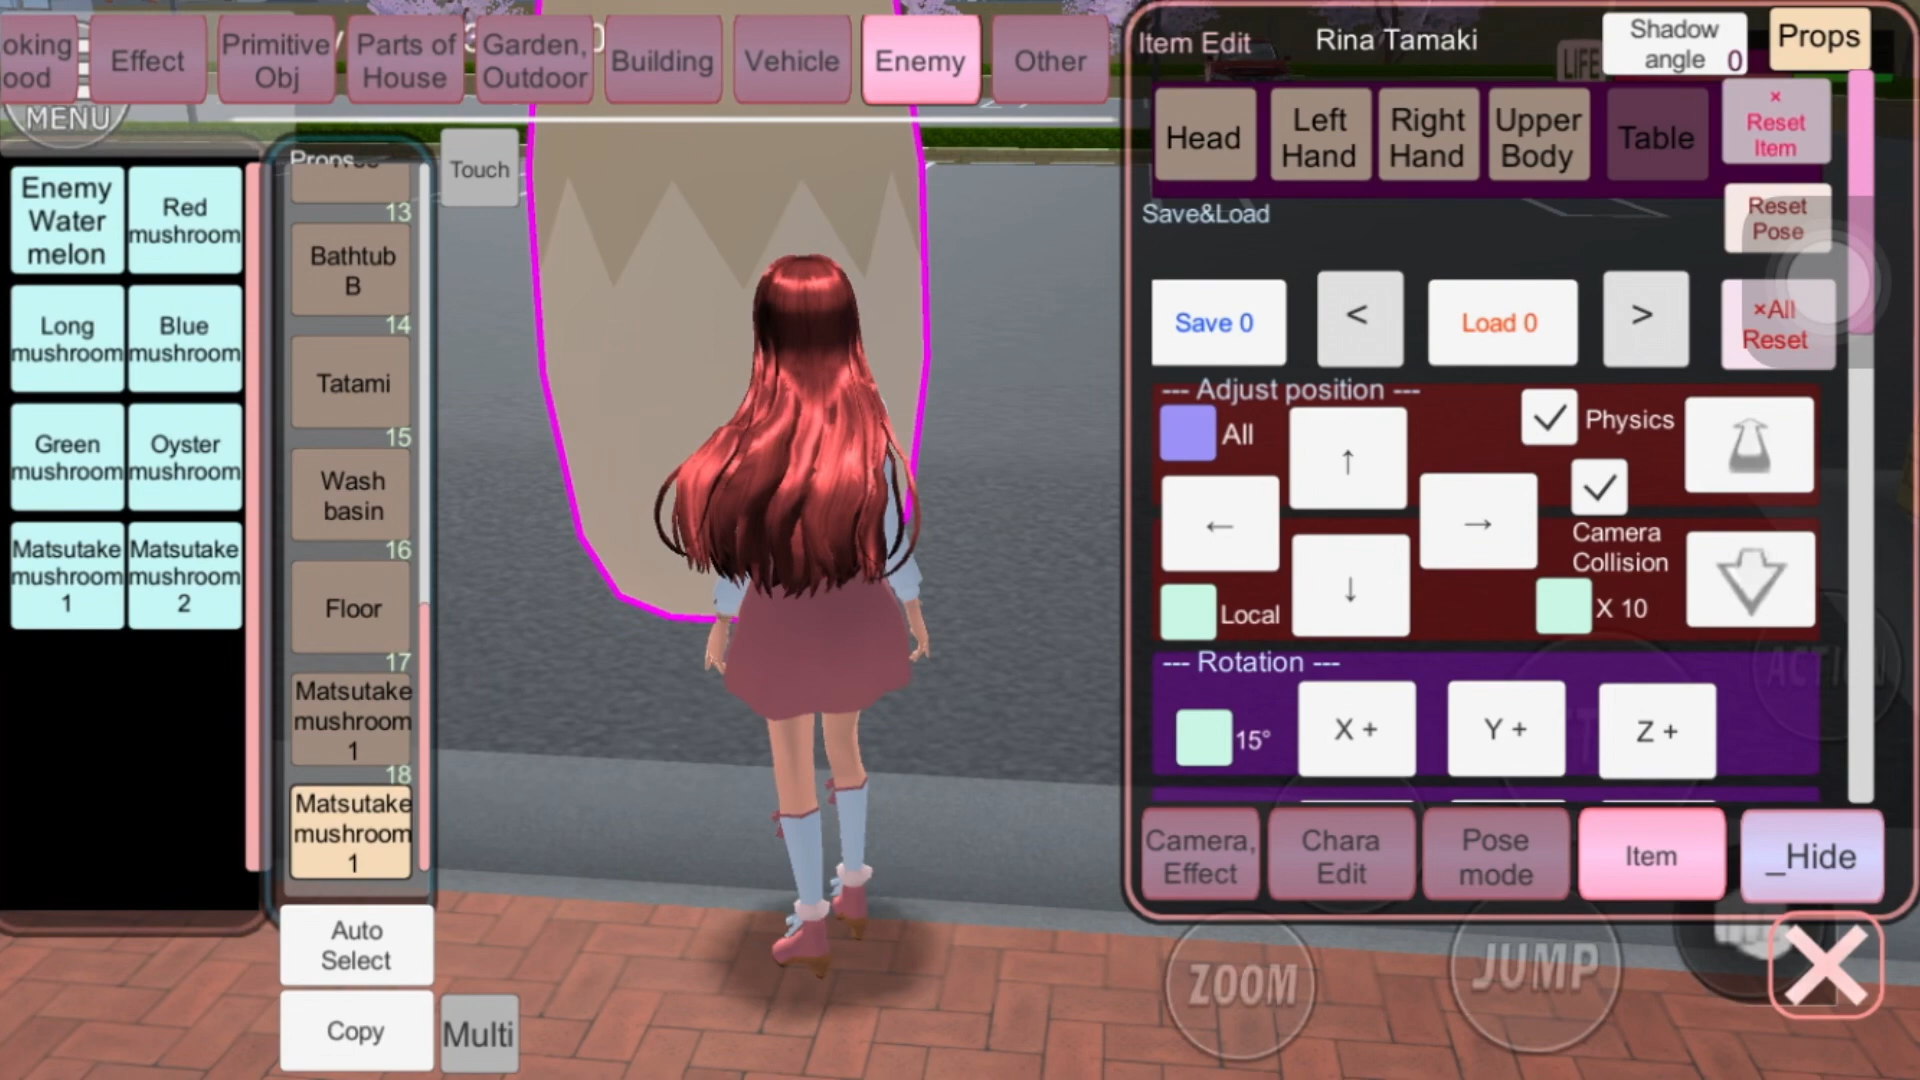 oking
ood
Effect
Primitive
Obj
Parts of
House
Garden,
Outdoor
Building
Vehicle
Enemy
Other
MENU
Enemy
Water
melon
Red
mushroom
Long
mushroom
Blue
mushroom
Green
mushroom
Oyster
mushroom
Matsutake
mushroom
1
Matsutake
mushroom
2
Props
13
Bathtub
B
14
Tatami
15
Wash
basin
16
Floor
17
Matsutake
mushroom
1
18
Matsutake
mushroom
1
Auto
Select
Copy
Multi
Touch
Item Edit
Rina Tamaki
LIFE
Shadow
angle 0
Props
Head
Left
Hand
Right
Hand
Upper
Body
Table
×
Reset
Item
Save&Load
Reset
Pose
Save 0
<
Load 0
>
×All
Reset
--- Adjust position ---
All
↑
Physics
←
→
Camera
Collision
Local
↓
X 10
--- Rotation ---
15°
X +
Y +
Z +
ACTION
Camera,
Effect
Chara
Edit
Pose
mode
Item
_Hide
ZOOM
JUMP